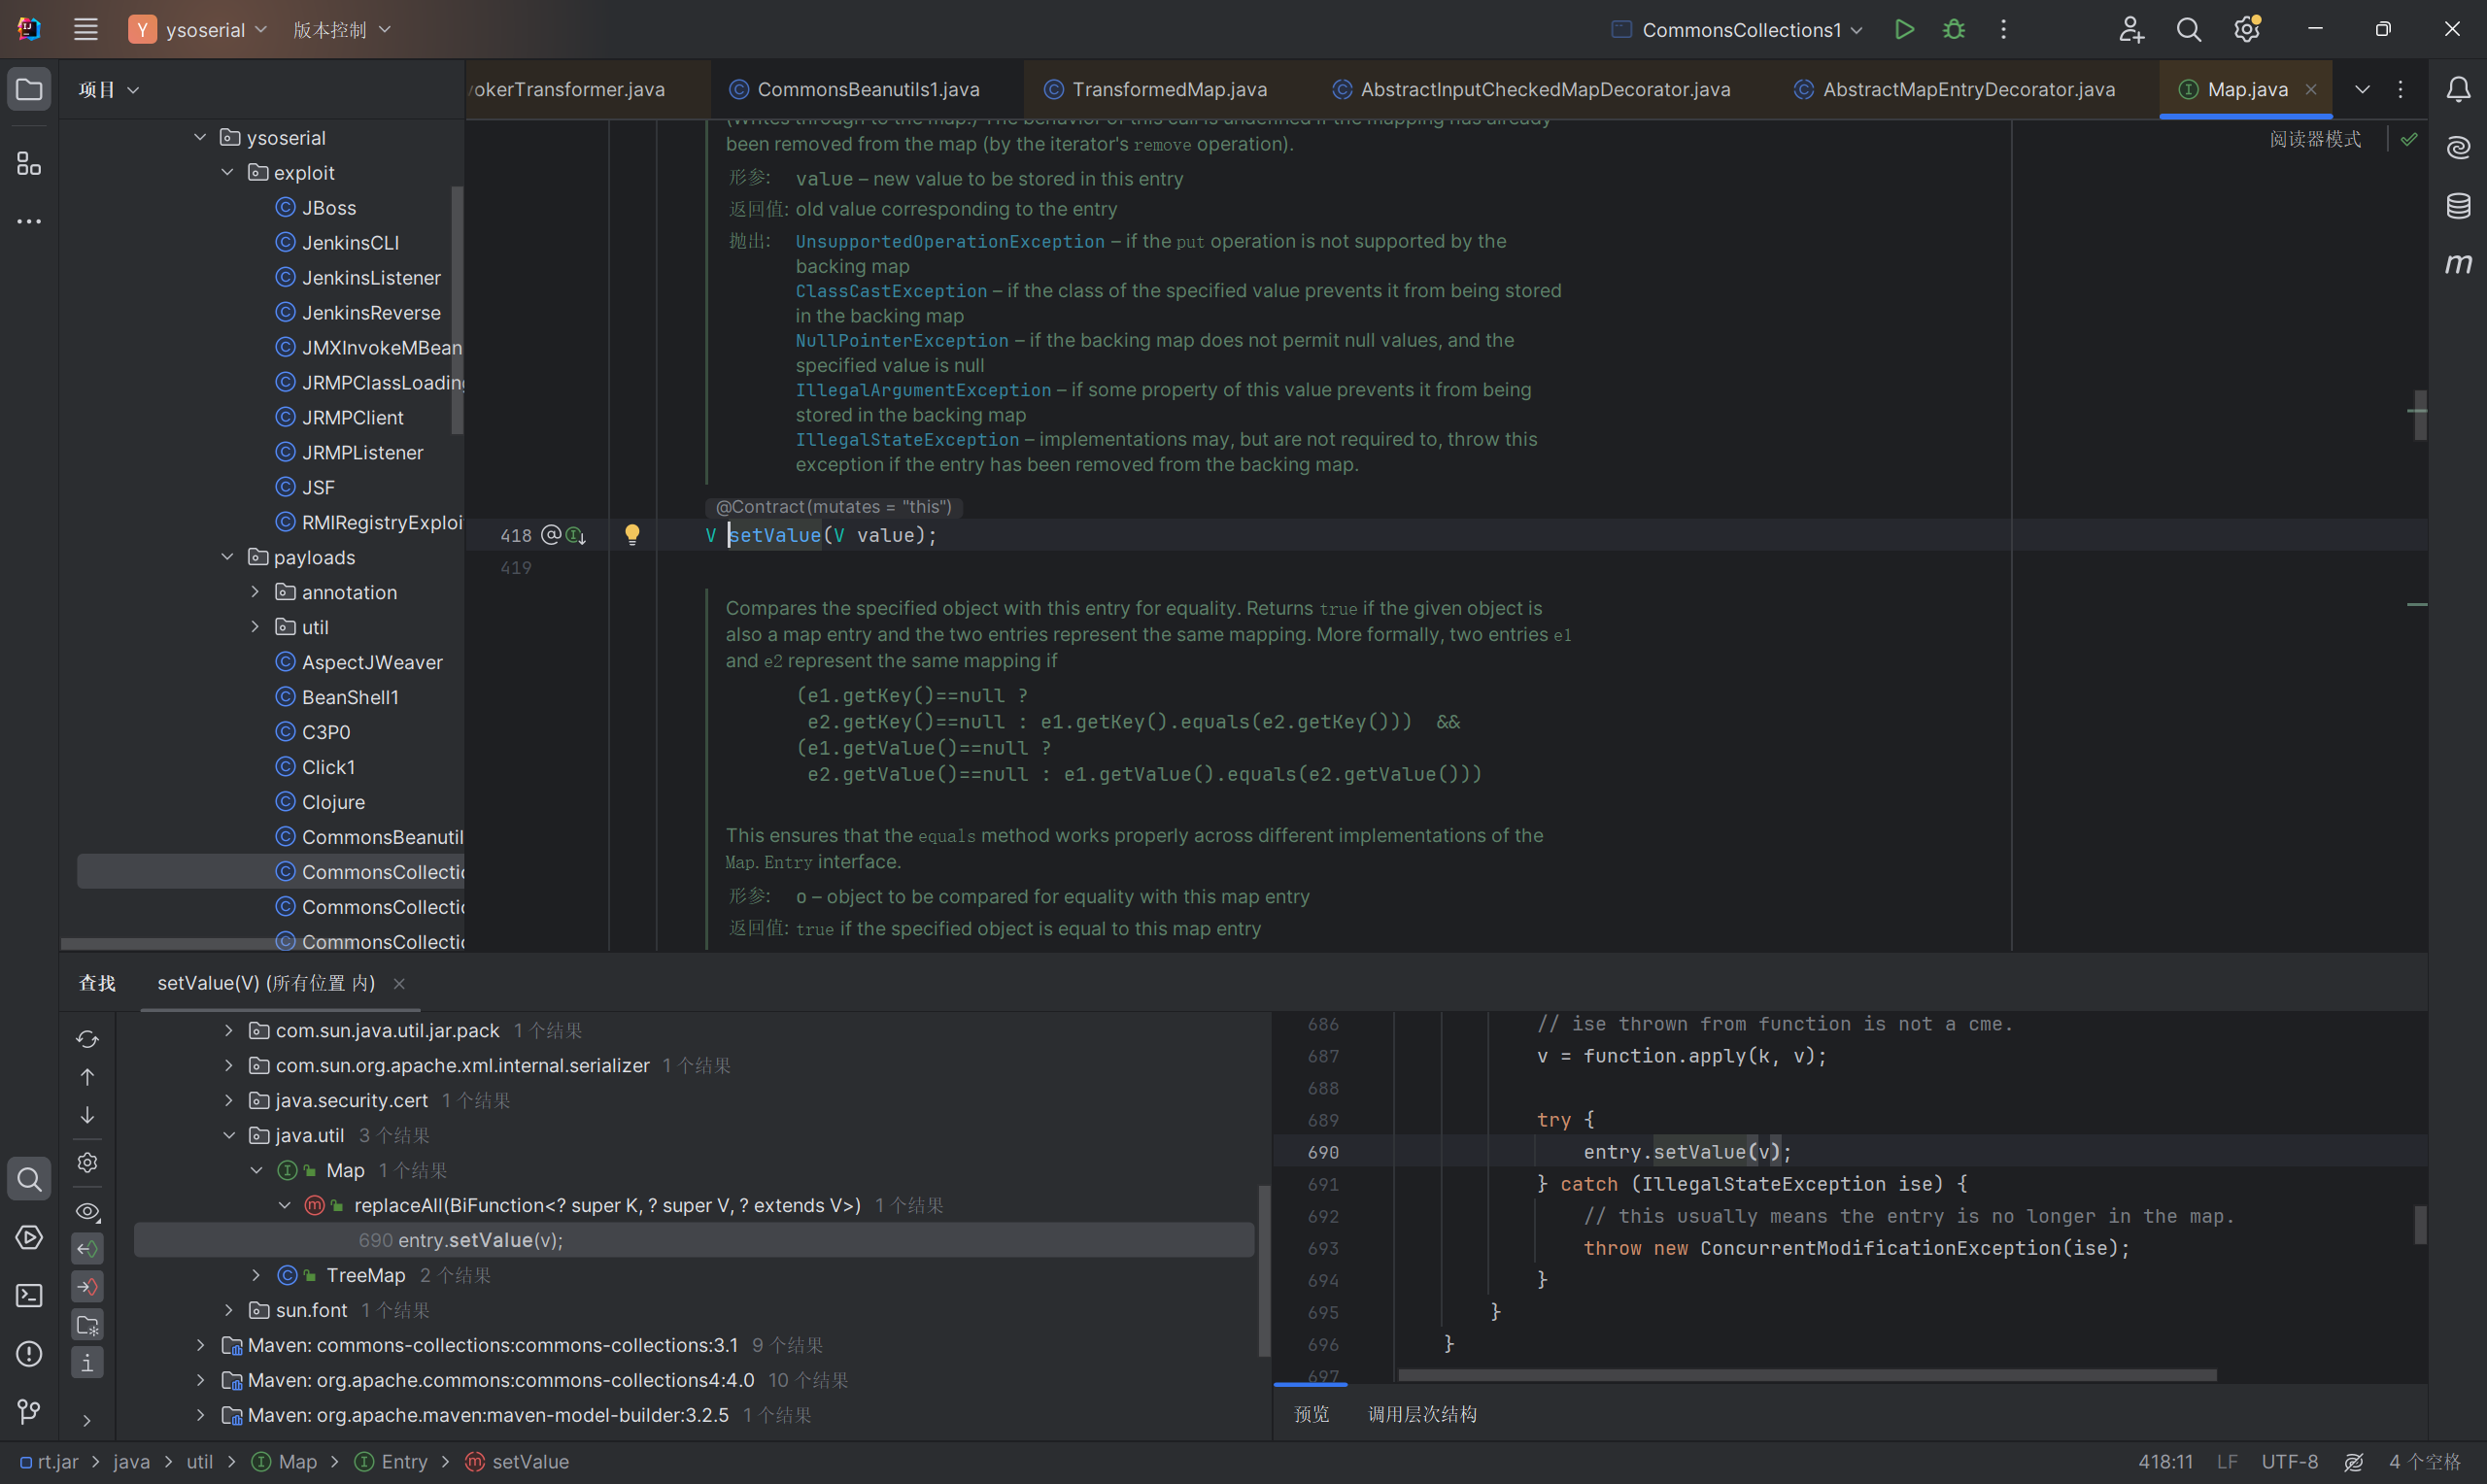 Y ysoserial 版本控制 CommonsCollections1
项目
okerTransformer.java CommonsBeanutils1.java TransformedMap.java AbstractInputCheckedMapDecorator.java AbstractMapEntryDecorator.java Map.java
阅读器模式
ysoserial
exploit
JBoss
JenkinsCLI
JenkinsListener
JenkinsReverse
JMXInvokeMBean
JRMPClassLoadin
JRMPClient
JRMPListener
JSF
RMIRegistryExploi
payloads
annotation
util
AspectJWeaver
BeanShell1
C3P0
Click1
Clojure
CommonsBeanutil
CommonsCollectio
CommonsCollectio
CommonsCollectio
(Writes through to the map.) The behavior of this call is undefined if the mapping has already
been removed from the map (by the iterator's remove operation).
形参: value – new value to be stored in this entry
返回值: old value corresponding to the entry
抛出: UnsupportedOperationException – if the put operation is not supported by the
backing map
ClassCastException – if the class of the specified value prevents it from being stored
in the backing map
NullPointerException – if the backing map does not permit null values, and the
specified value is null
IllegalArgumentException – if some property of this value prevents it from being
stored in the backing map
IllegalStateException – implementations may, but are not required to, throw this
exception if the entry has been removed from the backing map.
@Contract(mutates = "this")
418 V setValue(V value);
419
Compares the specified object with this entry for equality. Returns true if the given object is
also a map entry and the two entries represent the same mapping. More formally, two entries e1
and e2 represent the same mapping if
(e1.getKey()==null ?
e2.getKey()==null : e1.getKey().equals(e2.getKey())) &&
(e1.getValue()==null ?
e2.getValue()==null : e1.getValue().equals(e2.getValue()))
This ensures that the equals method works properly across different implementations of the
Map.Entry interface.
形参: o – object to be compared for equality with this map entry
返回值: true if the specified object is equal to this map entry
m
查找 setValue(V) (所有位置 内)
com.sun.java.util.jar.pack 1 个结果
com.sun.org.apache.xml.internal.serializer 1 个结果
java.security.cert 1 个结果
java.util 3 个结果
Map 1 个结果
replaceAll(BiFunction<? super K, ? super V, ? extends V>) 1 个结果
690 entry.setValue(v);
TreeMap 2 个结果
sun.font 1 个结果
Maven: commons-collections:commons-collections:3.1 9 个结果
Maven: org.apache.commons:commons-collections4:4.0 10 个结果
Maven: org.apache.maven:maven-model-builder:3.2.5 1 个结果
686 // ise thrown from function is not a cme.
687 v = function.apply(k, v);
688
689 try {
690 entry.setValue(v);
691 } catch (IllegalStateException ise) {
692 // this usually means the entry is no longer in the map.
693 throw new ConcurrentModificationException(ise);
694 }
695 }
696 }
697
预览 调用层次结构
rt.jar > java > util > Map > Entry > setValue
418:11 LF UTF-8 4 个空格